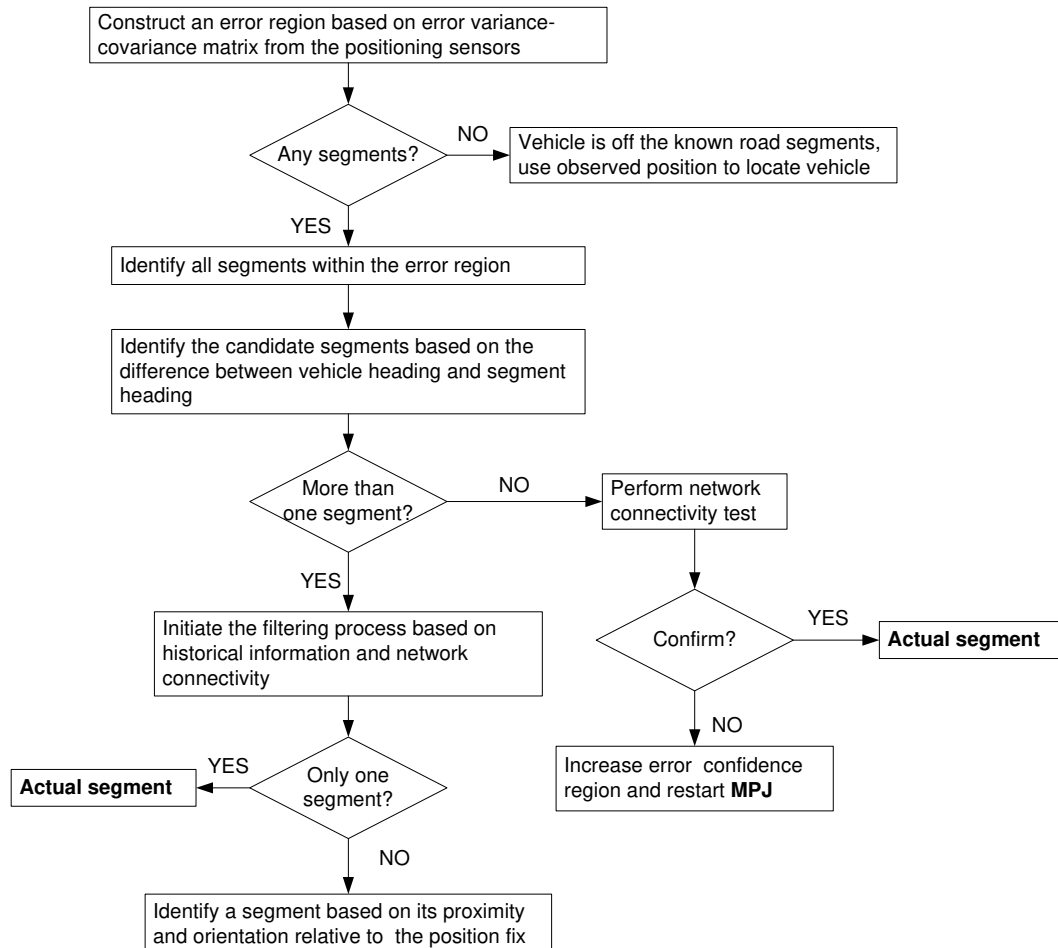 Construct an error region based on error variance-
covariance matrix from the positioning sensors
Any segments?
NO
Vehicle is off the known road segments,
use observed position to locate vehicle
YES
Identify all segments within the error region
Identify the candidate segments based on the
difference between vehicle heading and segment
heading
More than
one segment?
NO
Perform network
connectivity test
YES
Confirm?
YES
Actual segment
NO
Increase error confidence
region and restart MPJ
Initiate the filtering process based on
historical information and network
connectivity
Only one
segment?
YES
Actual segment
NO
Identify a segment based on its proximity
and orientation relative to the position fix